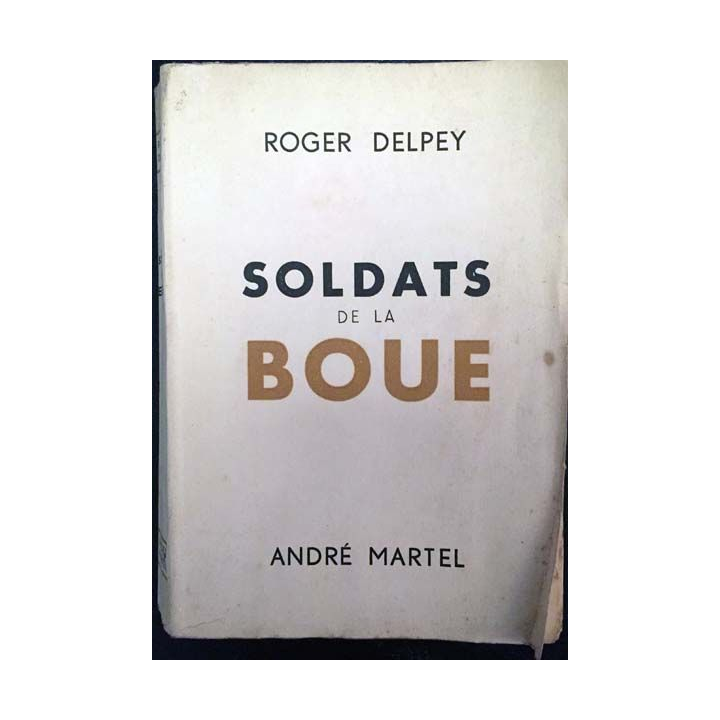 ROGER DELPEY
SOLDATS
DE LA
BOUE
ANDRÉ MARTEL